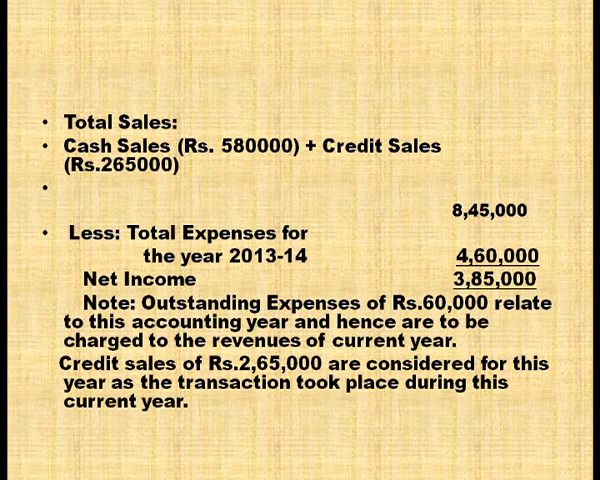 • Total Sales:
• Cash Sales (Rs. 580000) + Credit Sales
(Rs.265000)
•
8,45,000
• Less: Total Expenses for
the year 2013-14 4,60,000
Net Income 3,85,000
Note: Outstanding Expenses of Rs.60,000 relate
to this accounting year and hence are to be
charged to the revenues of current year.
Credit sales of Rs.2,65,000 are considered for this
year as the transaction took place during this
current year.